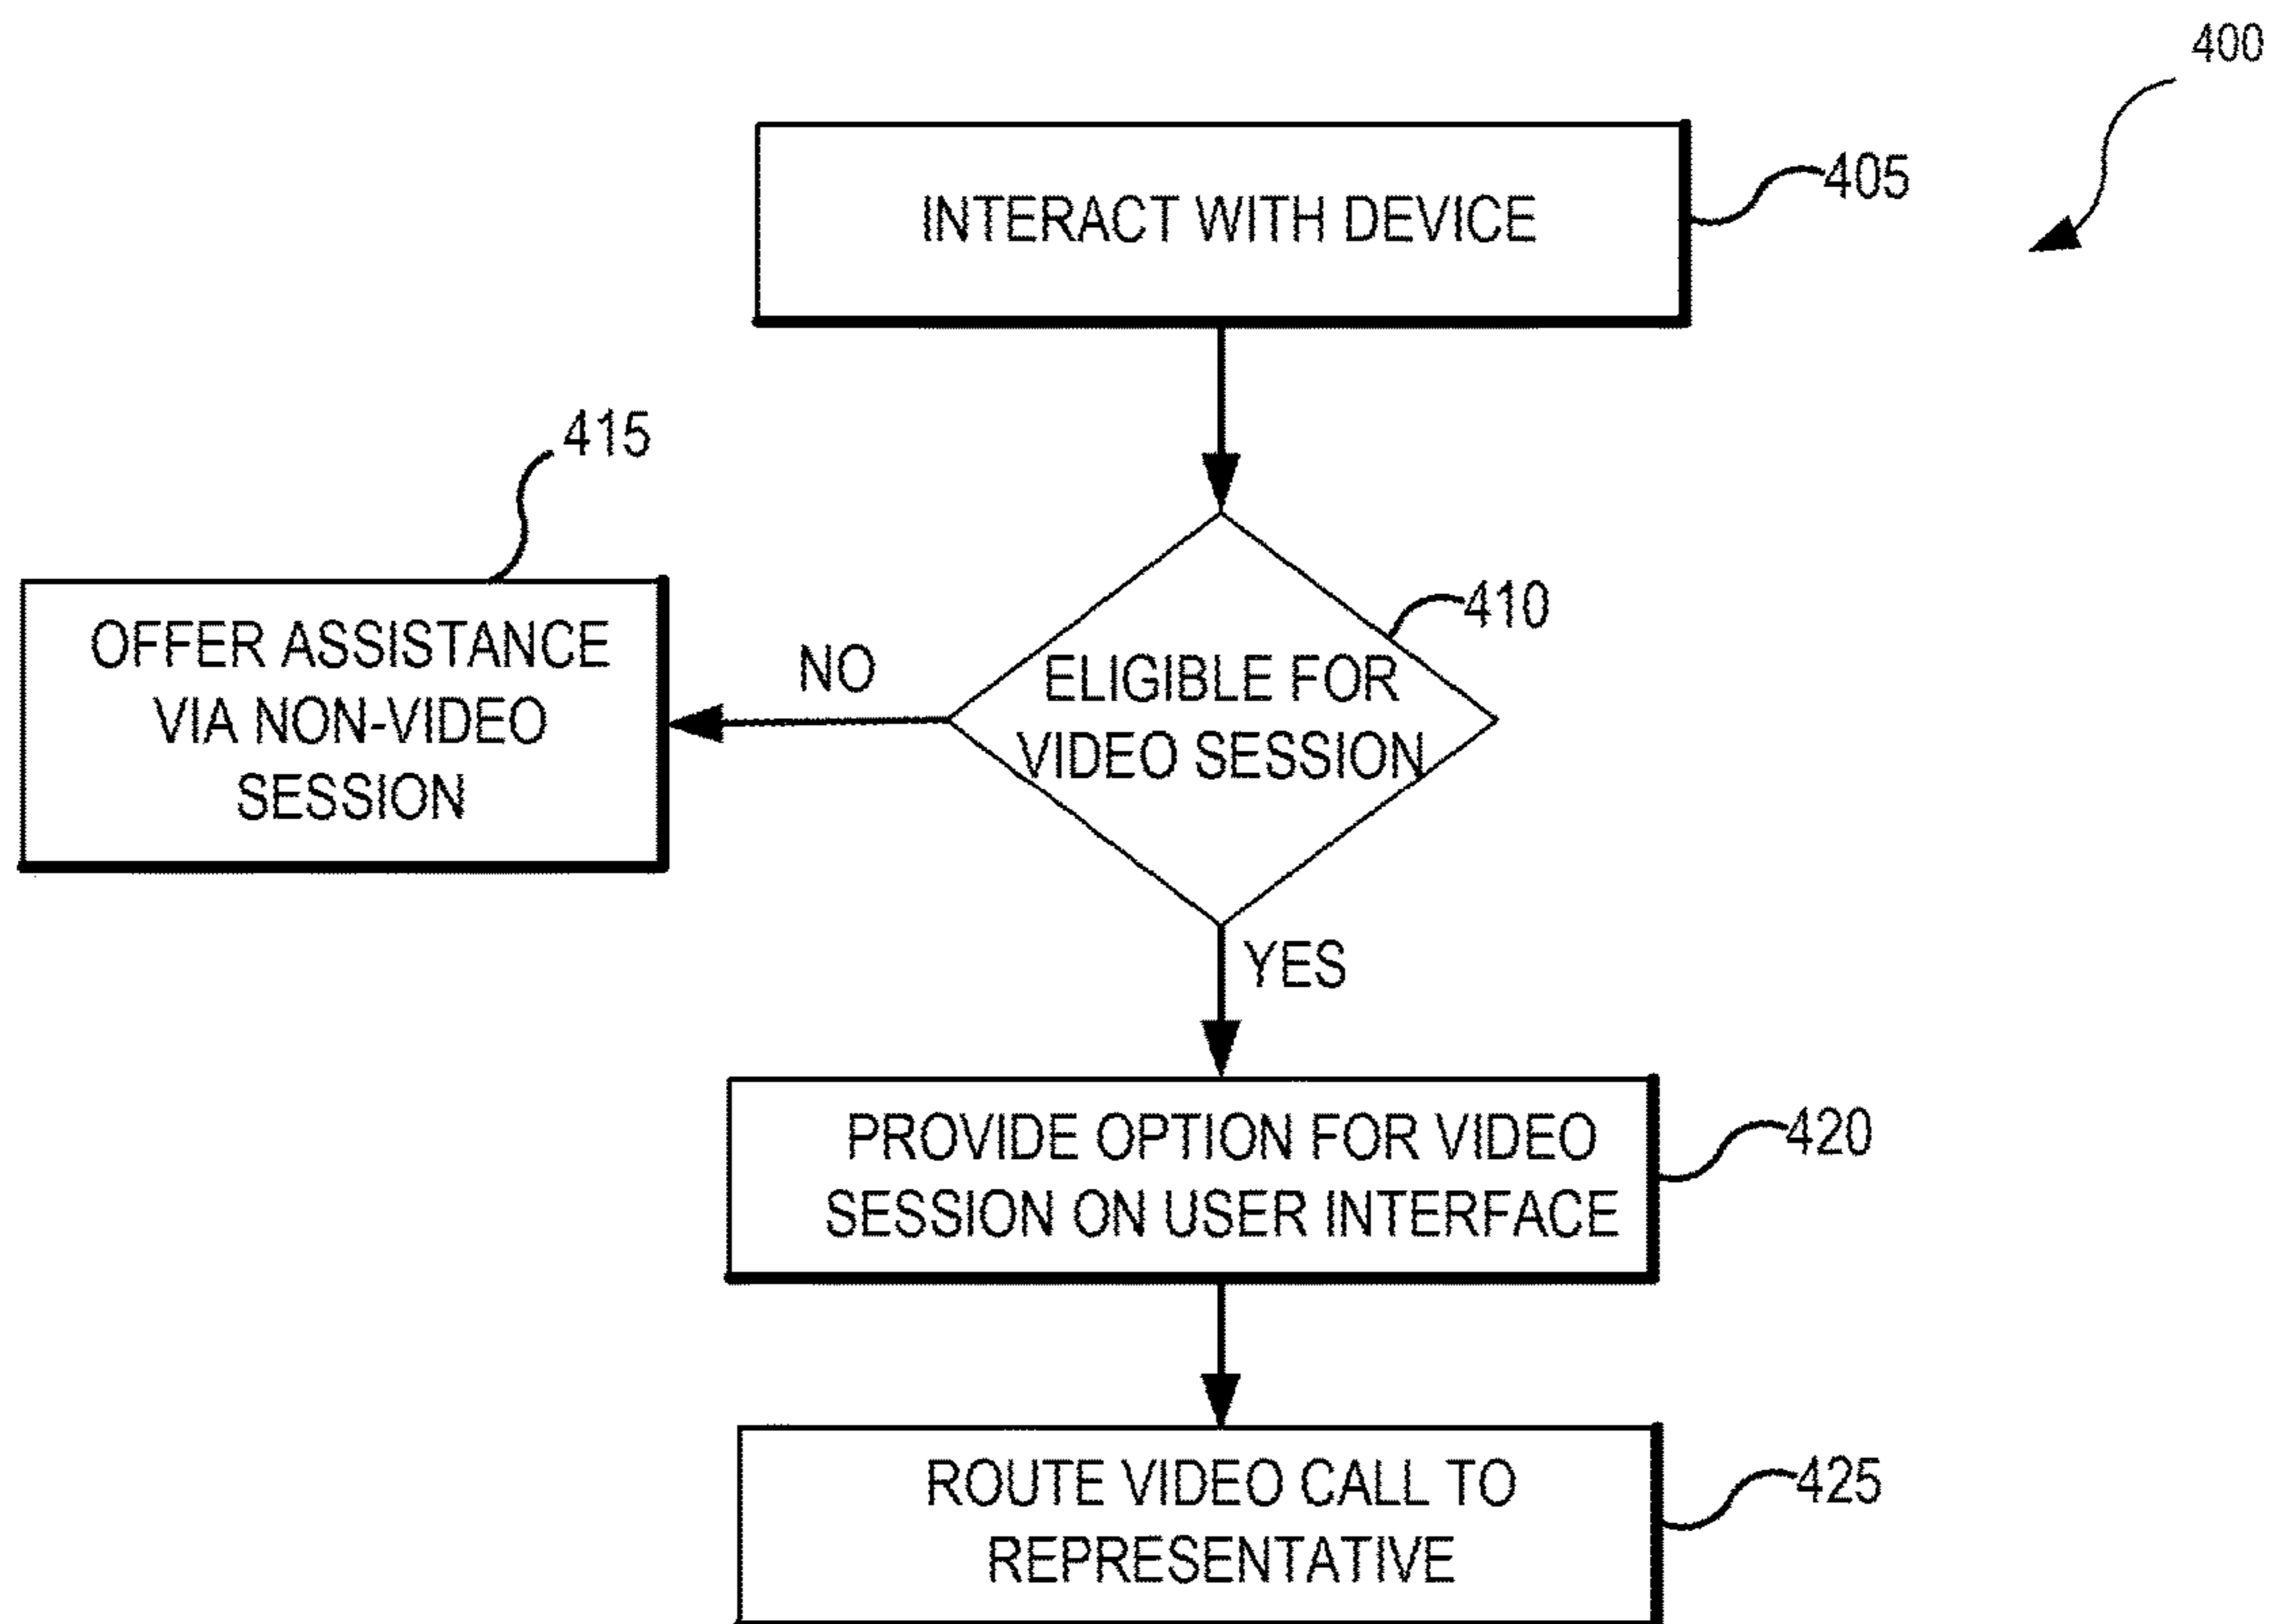 400
INTERACT WITH DEVICE
405
415
410
OFFER ASSISTANCE
VIA NON-VIDEO
SESSION
NO
ELIGIBLE FOR
VIDEO SESSION
YES
PROVIDE OPTION FOR VIDEO
SESSION ON USER INTERFACE
420
ROUTE VIDEO CALL TO
REPRESENTATIVE
425